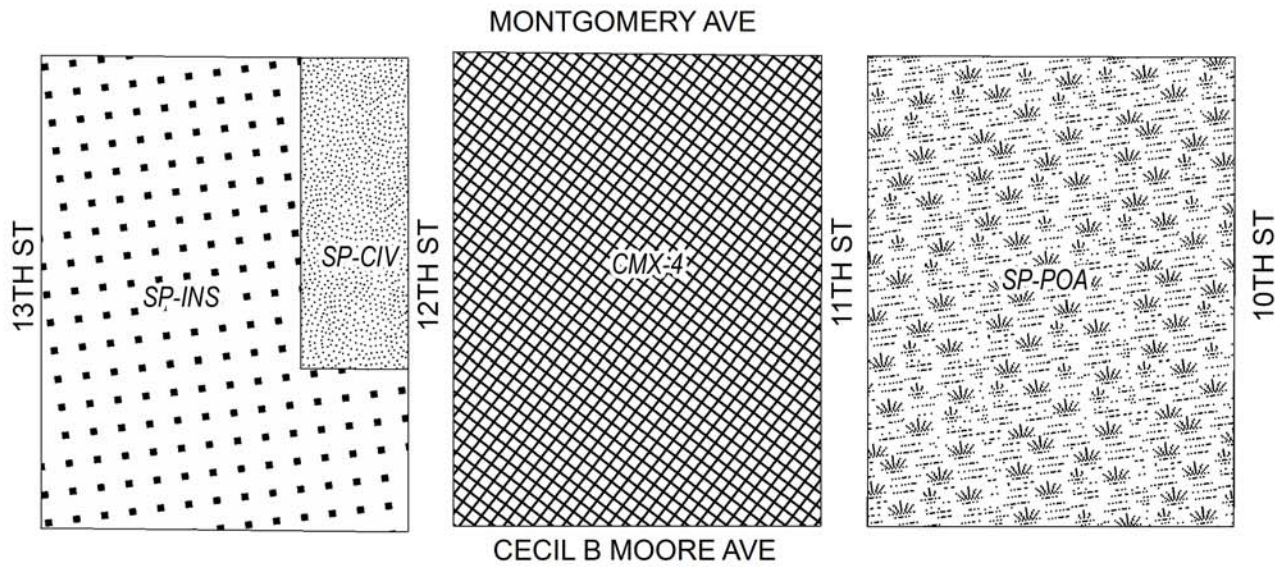 MONTGOMERY AVE
13TH ST
SP-INS
SP-CIV
12TH ST
CMX-4
11TH ST
SP-POA
10TH ST
CECIL B MOORE AVE